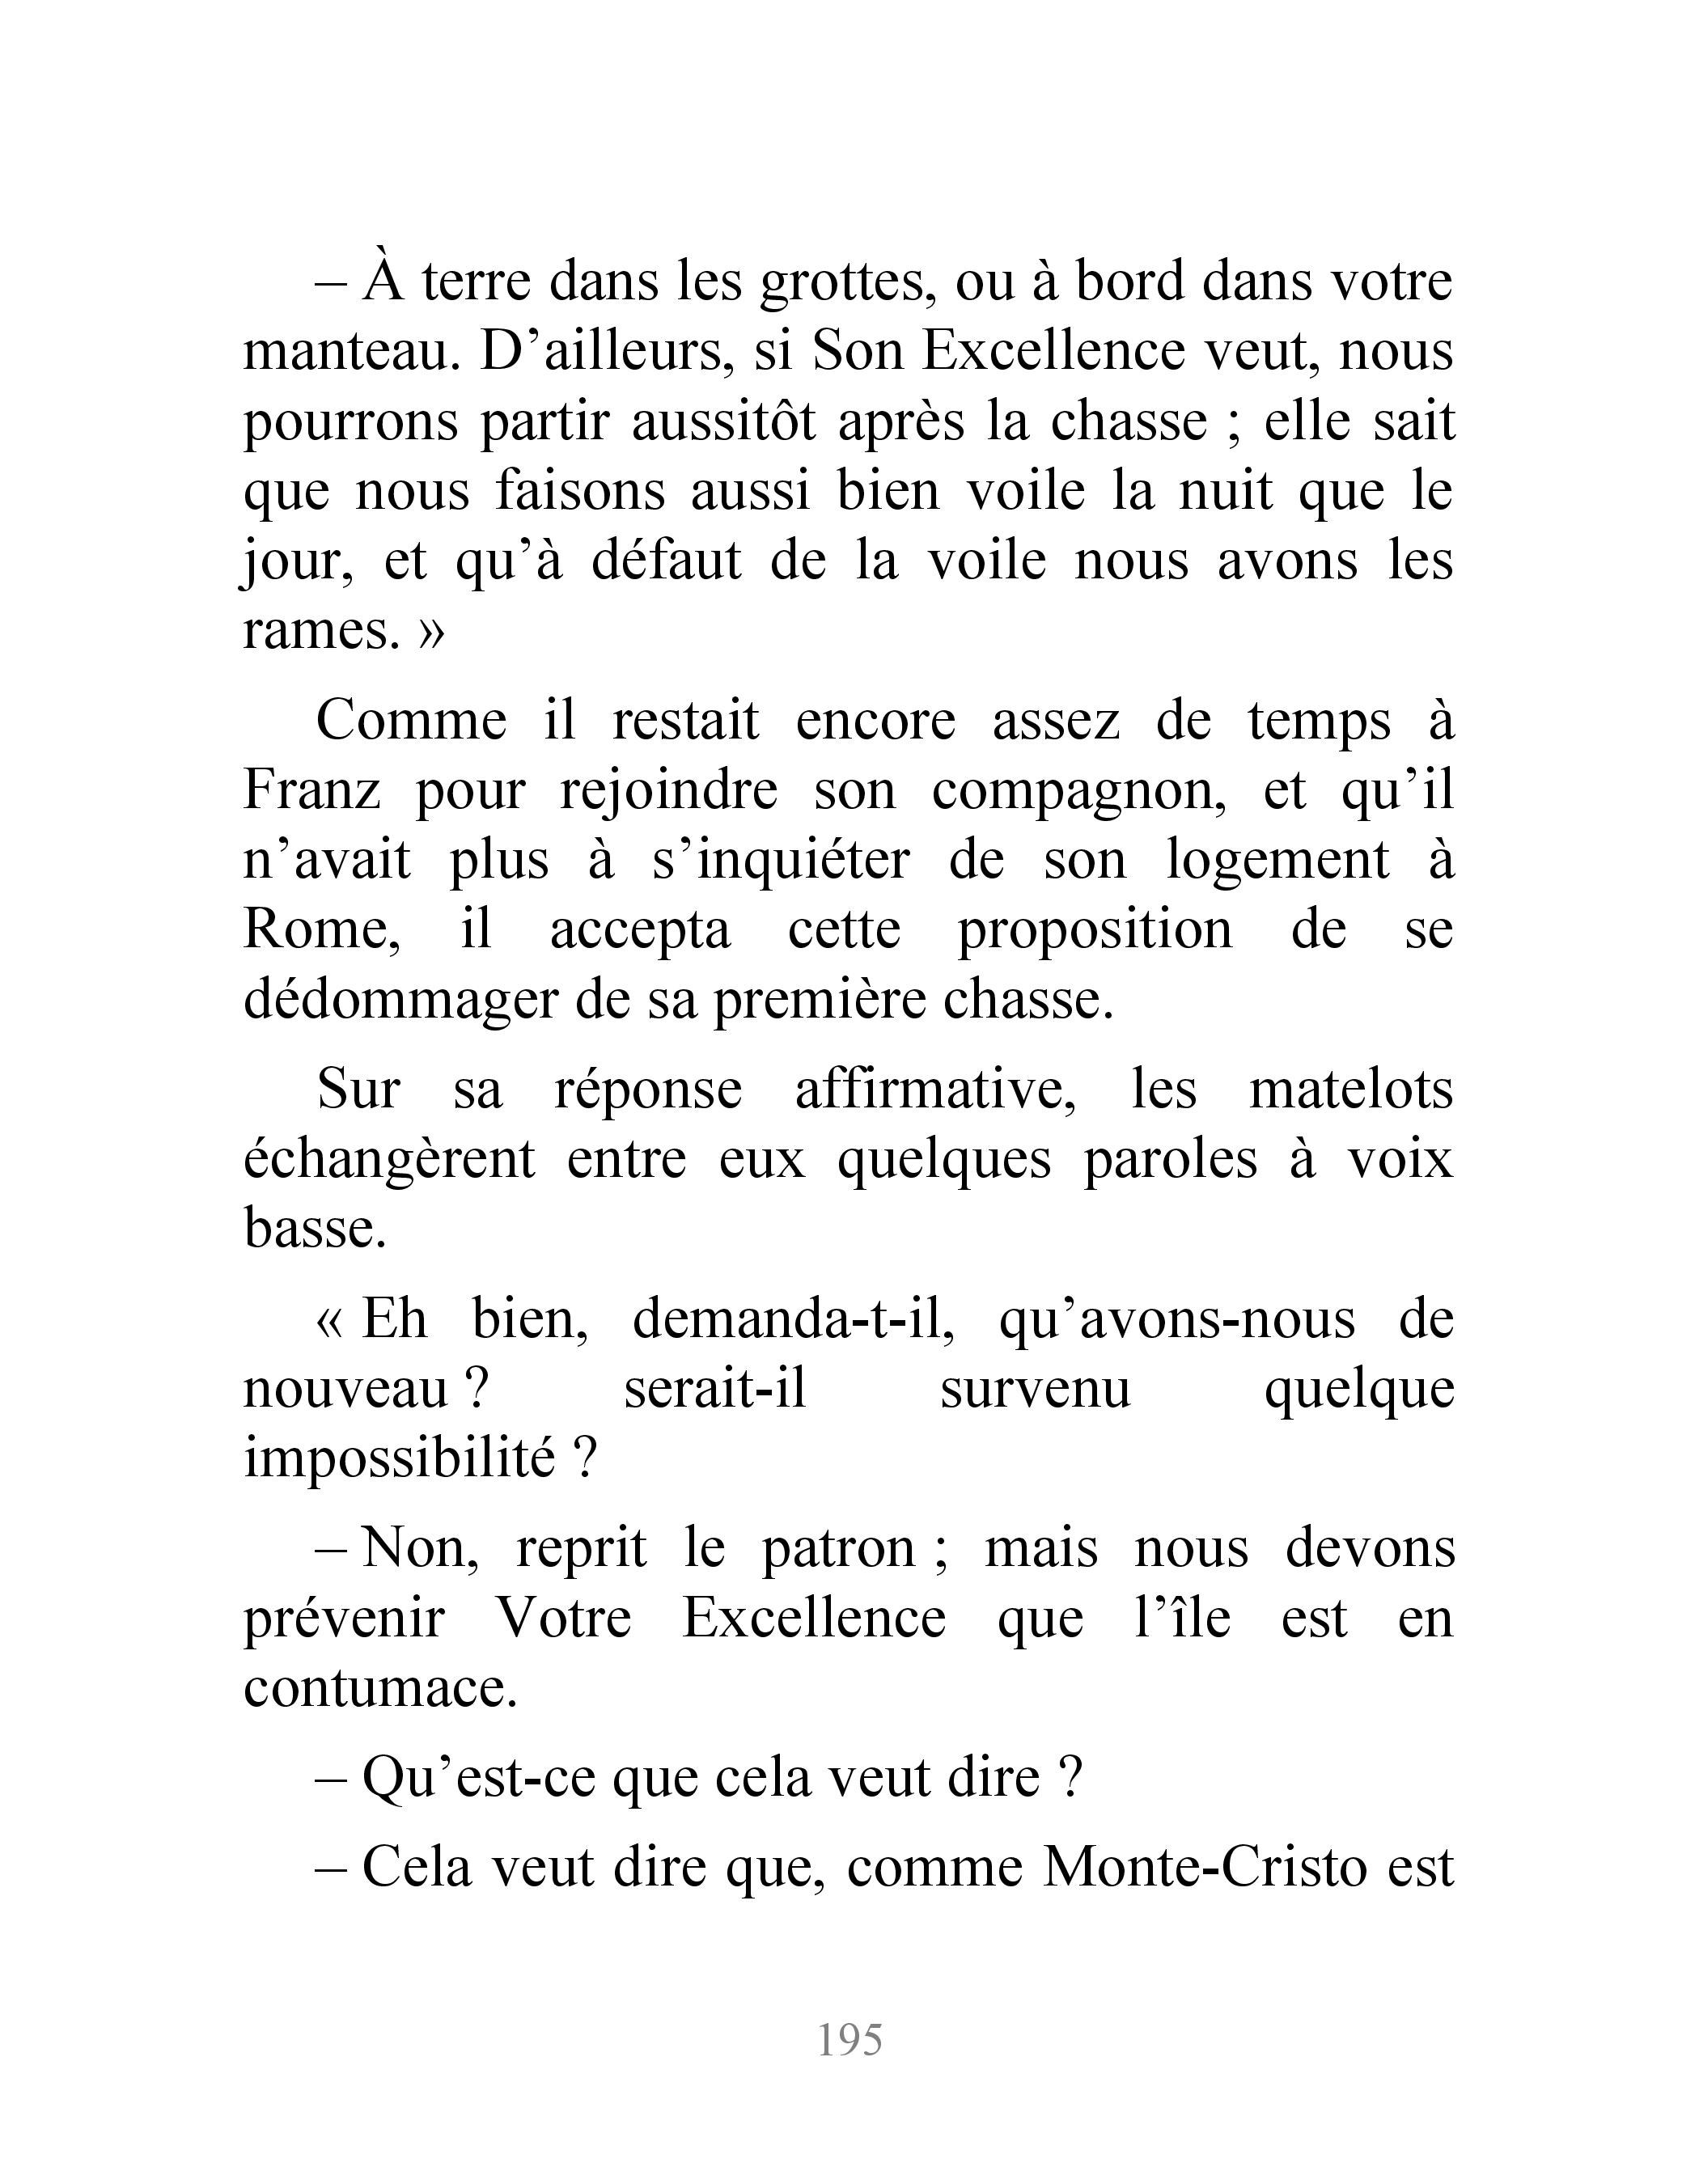 – À terre dans les grottes, ou à bord dans votre
manteau. D’ailleurs, si Son Excellence veut, nous
pourrons partir aussitôt après la chasse ; elle sait
que nous faisons aussi bien voile la nuit que le
jour, et qu’à défaut de la voile nous avons les
rames. »
Comme il restait encore assez de temps à
Franz pour rejoindre son compagnon, et qu’il
n’avait plus à s’inquiéter de son logement à
Rome, il accepta cette proposition de se
dédommager de sa première chasse.
Sur sa réponse affirmative, les matelots
échangèrent entre eux quelques paroles à voix
basse.
« Eh bien, demanda-t-il, qu’avons-nous de
nouveau ? serait-il survenu quelque
impossibilité ?
– Non, reprit le patron ; mais nous devons
prévenir Votre Excellence que l’île est en
contumace.
– Qu’est-ce que cela veut dire ?
– Cela veut dire que, comme Monte-Cristo est
195